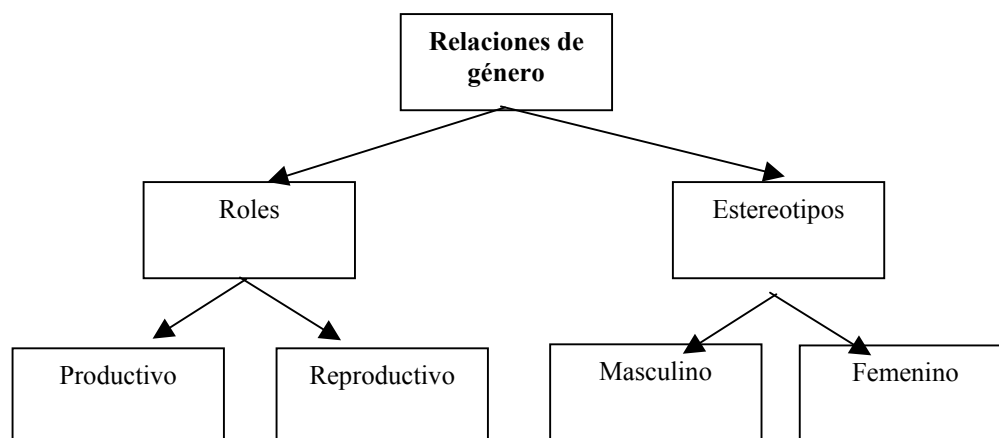 Relaciones de
género
Roles
Estereotipos
Productivo
Reproductivo
Masculino
Femenino